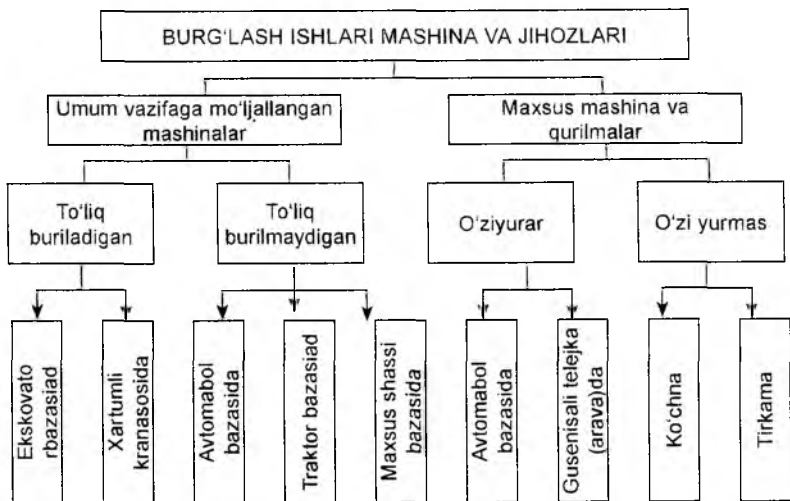 BURG‘LASH ISHLARI MASHINA VA JIHOZLARI
Umum vazifaga mo‘ljallangan
mashinalar
Maxsus mashina va
qurilmalar
To‘liq
buriladigan
To‘liq
burilmaydigan
O‘ziyurar
O‘zi yurmas
Ekskovato
rbazasiad
Xartumli
kranasosida
Avtomabol
bazasida
Traktor bazasiad
Maxsus shassi
bazasida
Avtomabol
bazasida
Gusenisali telejka
(arava)da
Ko‘chna
Tirkama